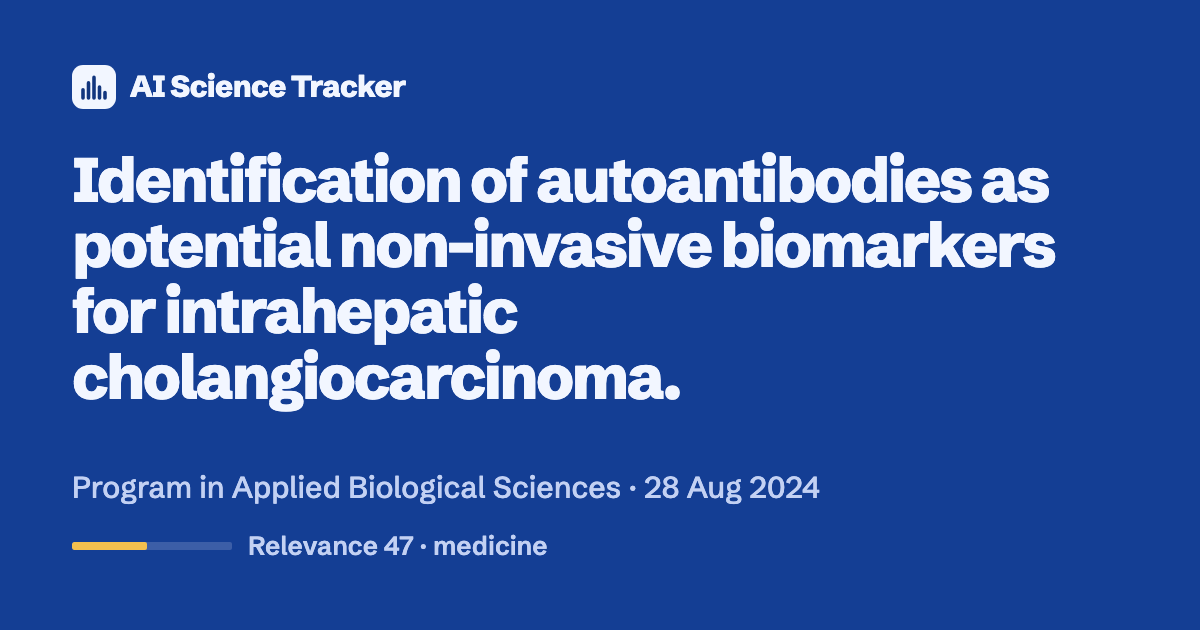 AI Science Tracker
Identification of autoantibodies as
potential non-invasive biomarkers
for intrahepatic
cholangiocarcinoma.
Program in Applied Biological Sciences · 28 Aug 2024
Relevance 47 · medicine